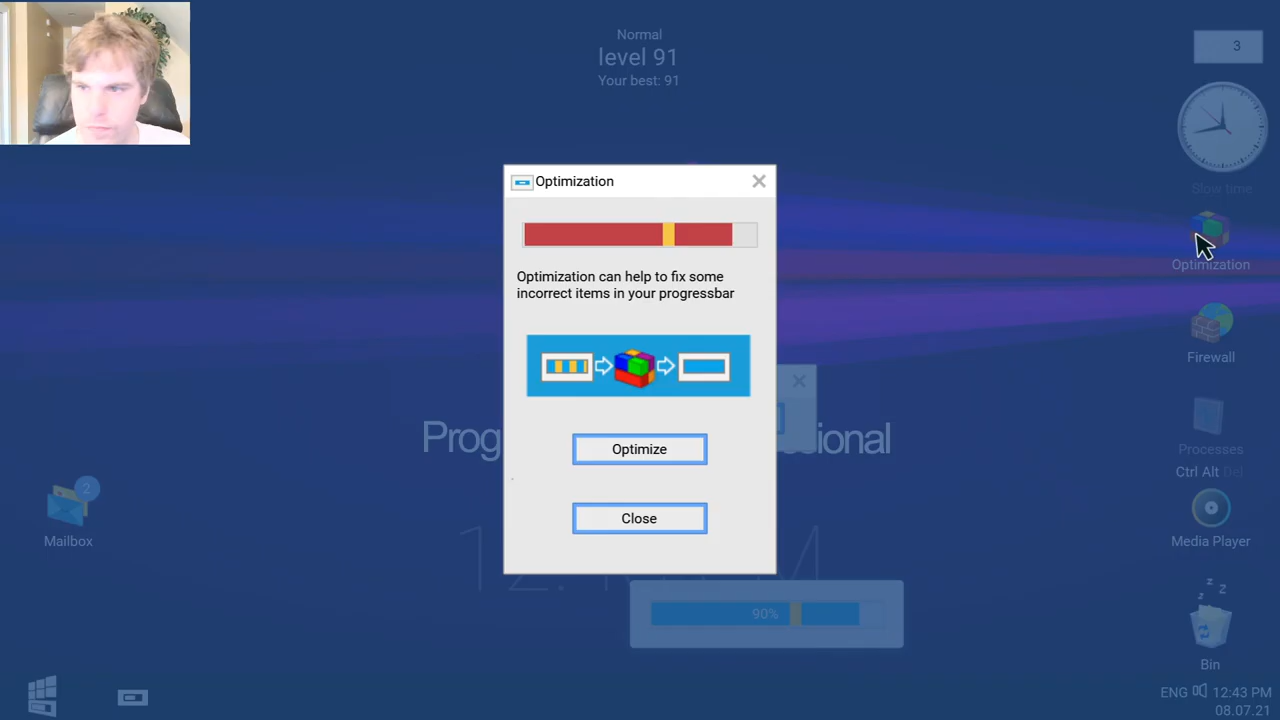 Normal
level 91
Your best: 91
3
Slow time
Optimization
Optimization
Optimization can help to fix some
incorrect items in your progressbar
Firewall
Optimize
Processes
Ctrl Alt Del
Close
Mailbox
2
Media Player
90%
Bin
ENG 12:43 PM
08.07.21